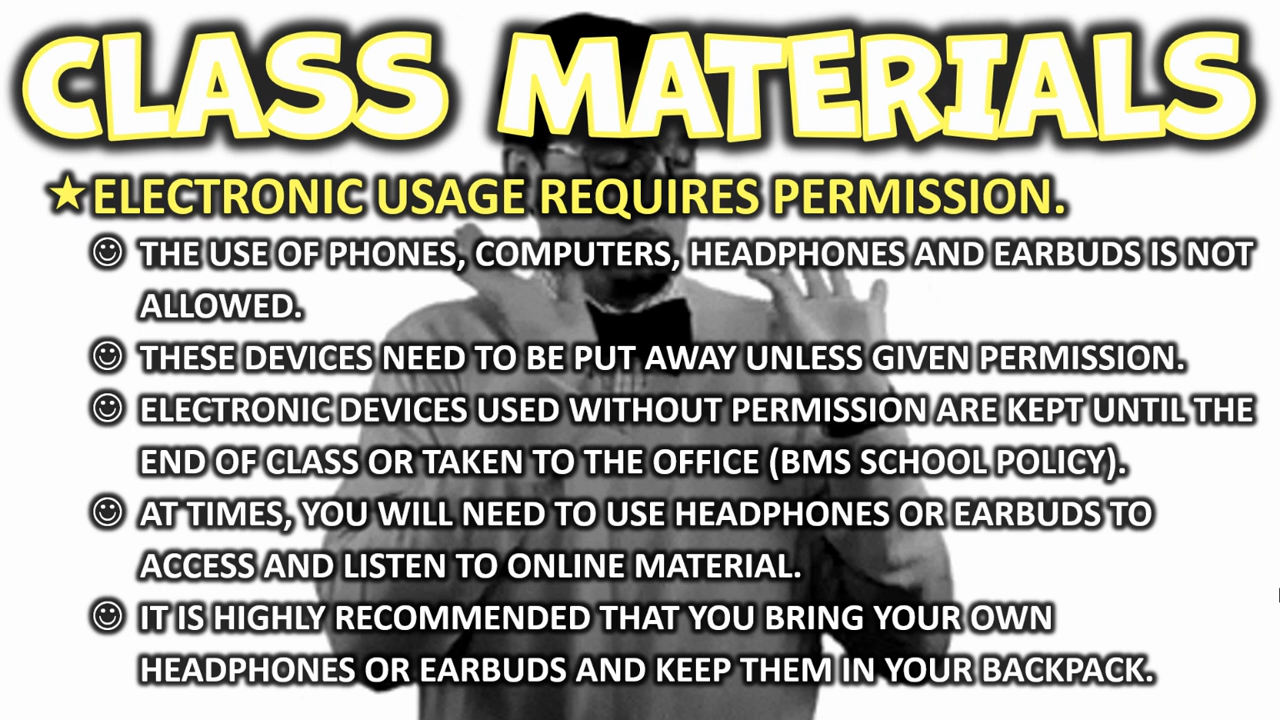 CLASS MATERIALS
★ELECTRONIC USAGE REQUIRES PERMISSION.
☺ THE USE OF PHONES, COMPUTERS, HEADPHONES AND EARBUDS IS NOT
ALLOWED.
☺ THESE DEVICES NEED TO BE PUT AWAY UNLESS GIVEN PERMISSION.
☺ ELECTRONIC DEVICES USED WITHOUT PERMISSION ARE KEPT UNTIL THE
END OF CLASS OR TAKEN TO THE OFFICE (BMS SCHOOL POLICY).
☺ AT TIMES, YOU WILL NEED TO USE HEADPHONES OR EARBUDS TO
ACCESS AND LISTEN TO ONLINE MATERIAL.
☺ IT IS HIGHLY RECOMMENDED THAT YOU BRING YOUR OWN
HEADPHONES OR EARBUDS AND KEEP THEM IN YOUR BACKPACK.